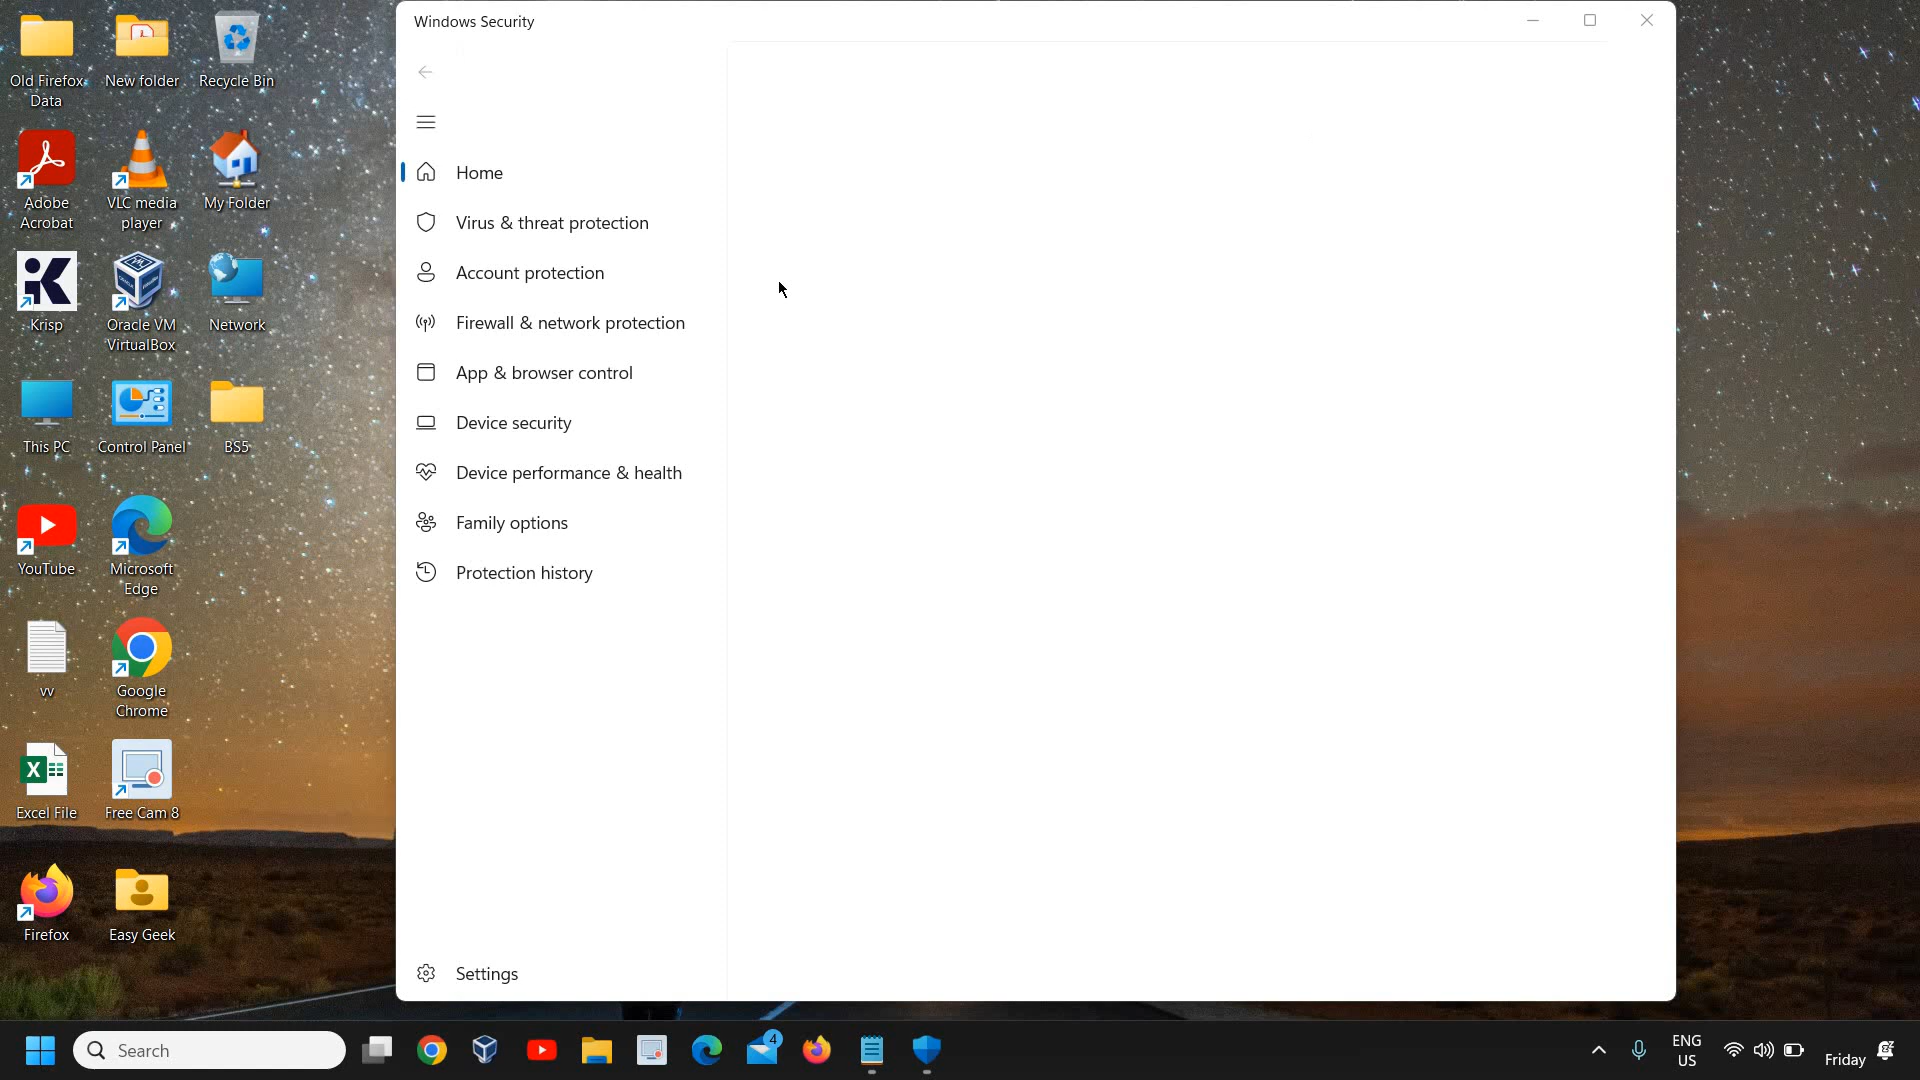 Old Firefox
Data
New folder
Recycle Bin
Adobe
Acrobat
VLC media
player
My Folder
Krisp
Oracle VM
VirtualBox
Network
This PC
Control Panel
BS5
YouTube
Microsoft
Edge
vv
Google
Chrome
Excel File
Free Cam 8
Firefox
Easy Geek
Windows Security
Home
Virus & threat protection
Account protection
Firewall & network protection
App & browser control
Device security
Device performance & health
Family options
Protection history
Settings
Search
4
ENG
US
Friday